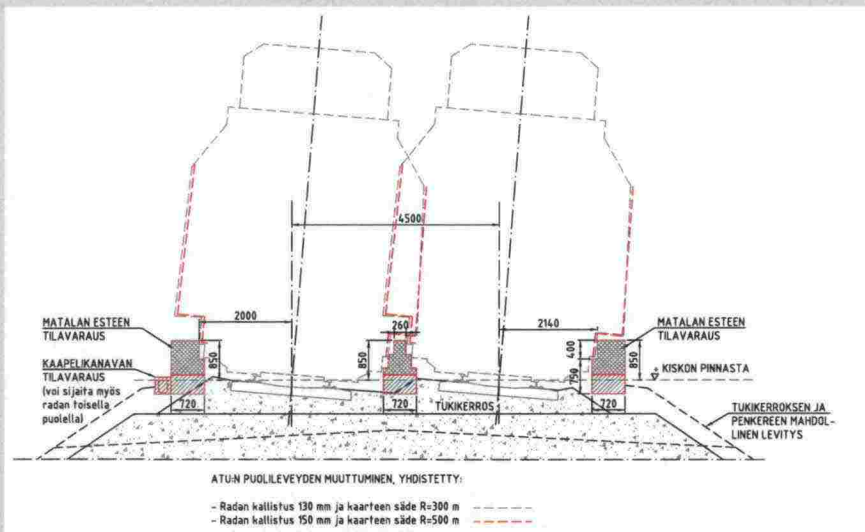 4500
2000
260
2140
MATALAN ESTEEN
TILAVARAUS
850
850
400
850
MATALAN ESTEEN
TILAVARAUS
KAAPELIKANAVAN
TILAVARAUS
(voi sijaita myös
radan toisella
puolella)
750
KISKON PINNASTA
720
720
TUKIKERROS
720
TUKIKERROKSEN JA
PENKEREEN MAHDOL-
LINEN LEVITYS
ATU:N PUOLILEVEYDEN MUUTTUMINEN, YHDISTETTY:
- Radan kallistus 130 mm ja kaarteen säde R=300 m
- Radan kallistus 150 mm ja kaarteen säde R=500 m